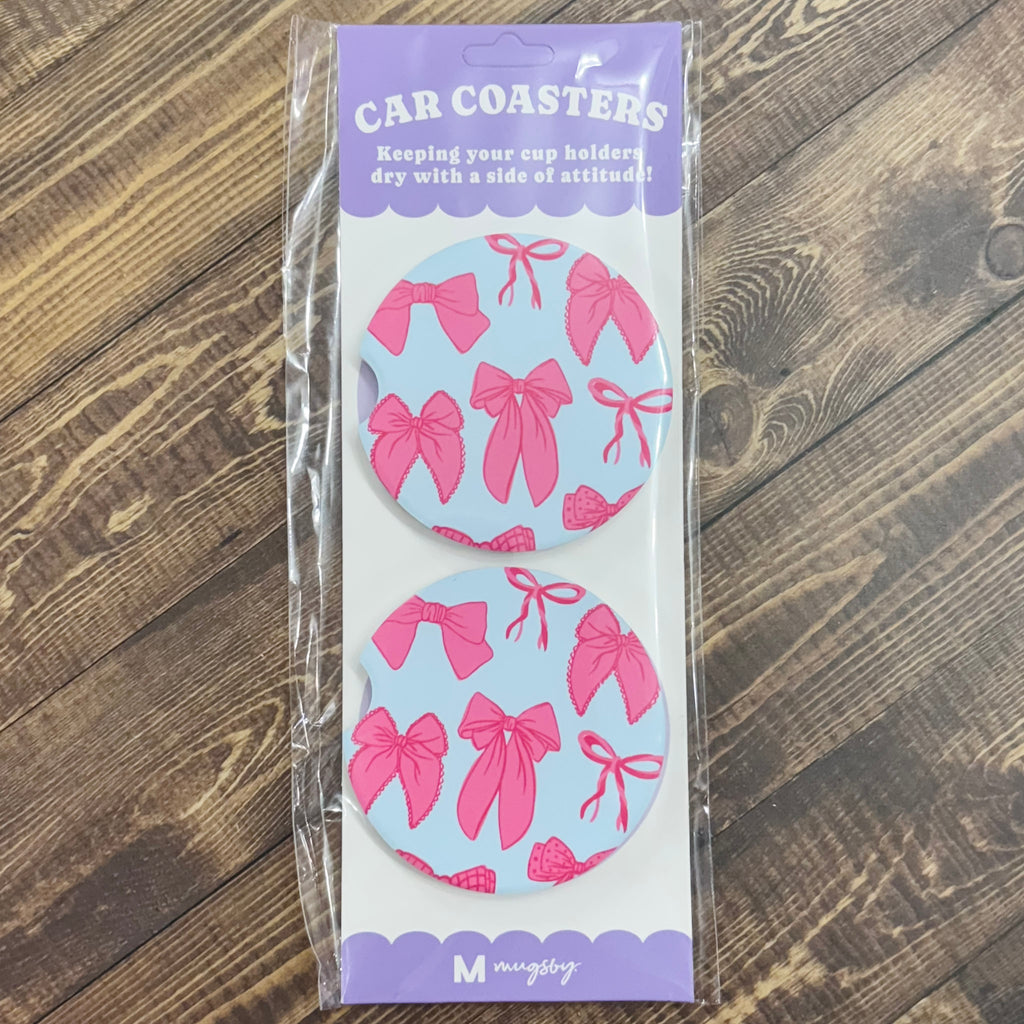 CAR COASTERS
Keeping your cup holders
dry with a side of attitude!
M mugsby.